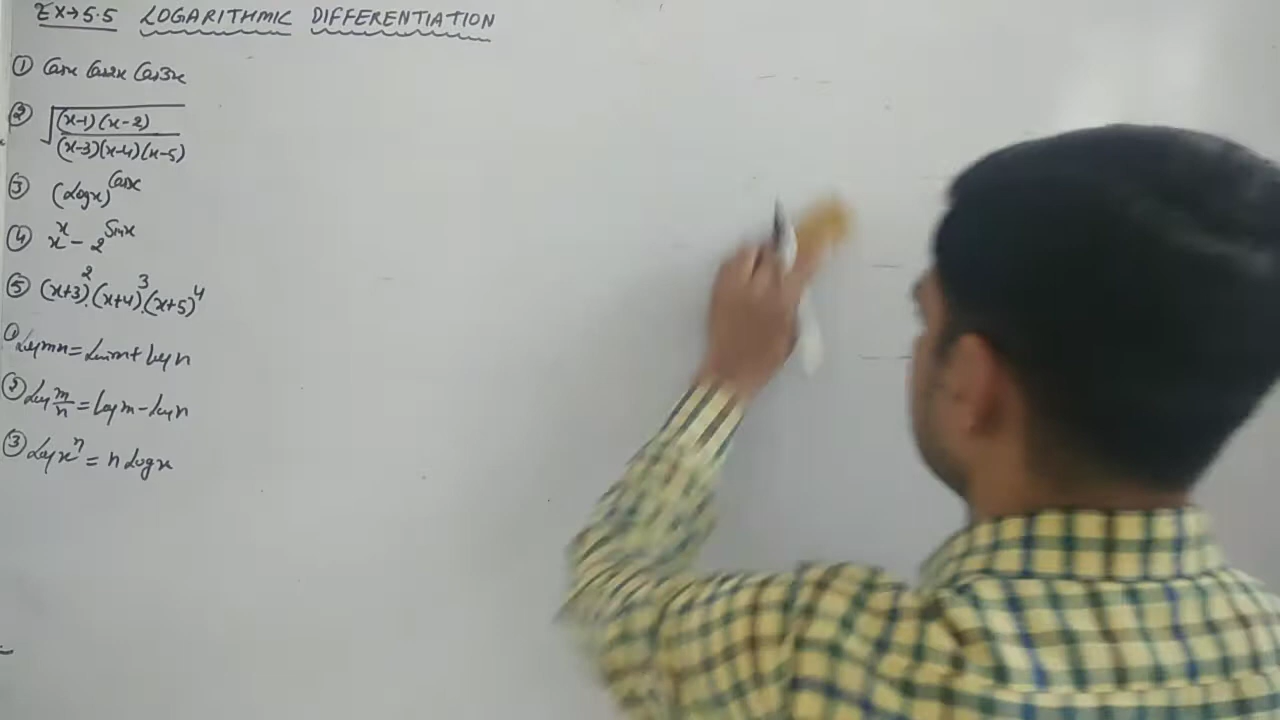 EX→5.5 LOGARITHMIC DIFFERENTIATION
① Cosx Cos2x Cos3x
② √((x-1)(x-2) / (x-3)(x-4)(x-5))
③ (Logx)^Cosx
④ x^x - 2^Sinx
⑤ (x+3)^2.(x+4)^3.(x+5)^4
① Log mn = Log m + Log n
② Log m/n = Log m - Log n
③ Log x^n = n Log x